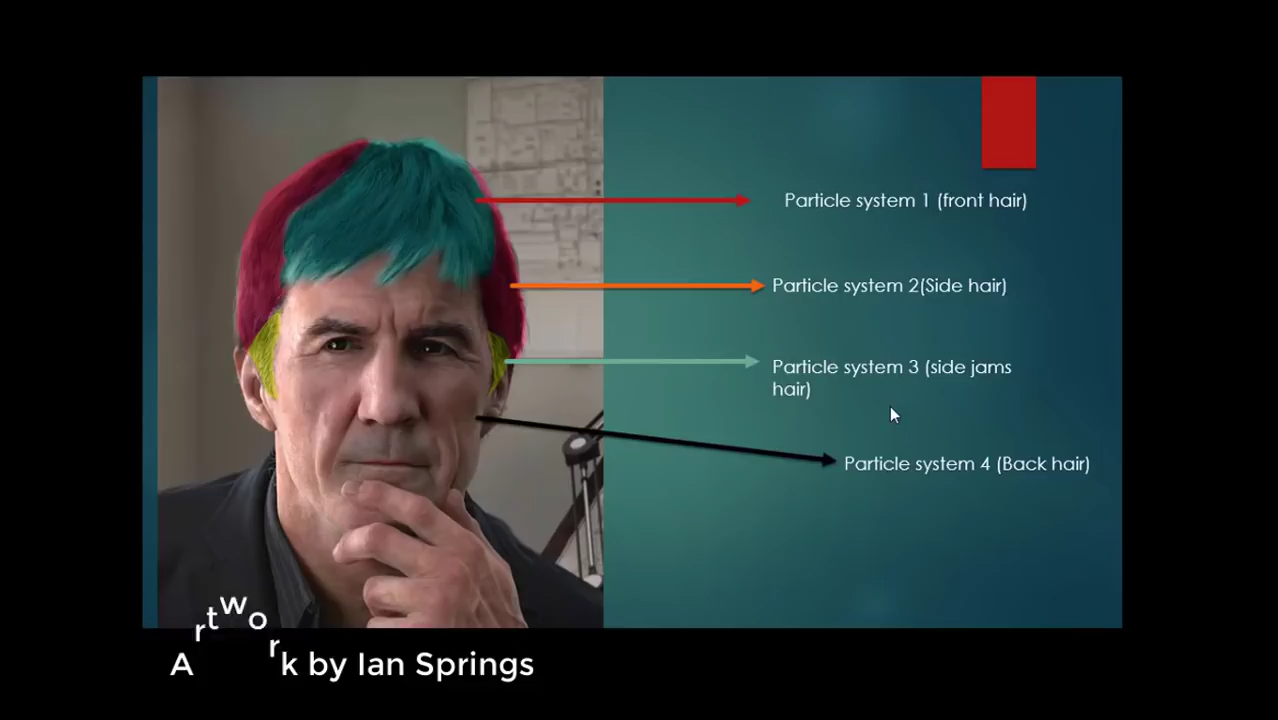 Particle system 1 (front hair)
Particle system 2(Side hair)
Particle system 3 (side jams
hair)
Particle system 4 (Back hair)
Artwork by Ian Springs